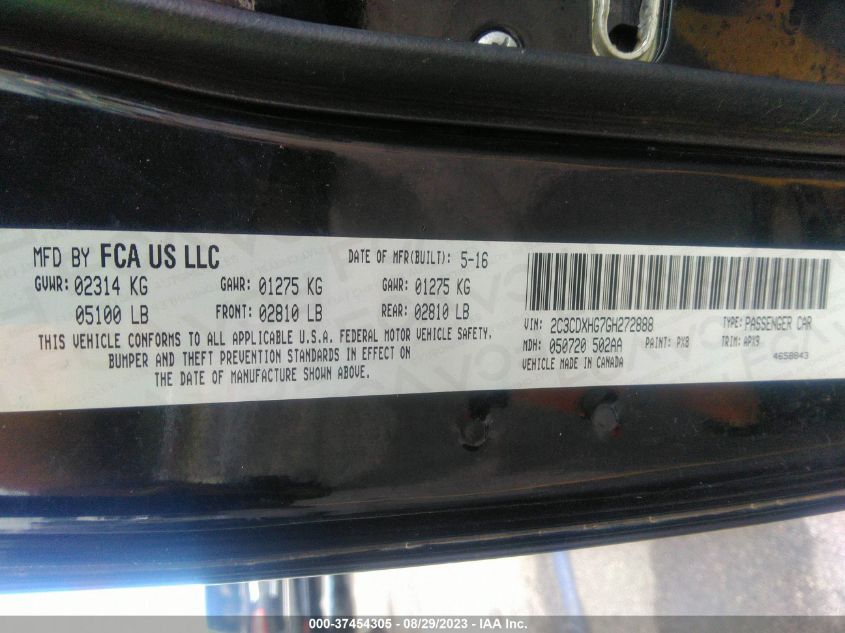 MFD BY FCA US LLC
DATE OF MFR(BUILT): 5-16
GVWR: 02314 KG GAWR: 01275 KG GAWR: 01275 KG
05100 LB FRONT: 02810 LB REAR: 02810 LB
THIS VEHICLE CONFORMS TO ALL APPLICABLE U.S.A. FEDERAL MOTOR VEHICLE SAFETY,
BUMPER AND THEFT PREVENTION STANDARDS IN EFFECT ON
THE DATE OF MANUFACTURE SHOWN ABOVE.
VIN: 2C3CDXHG7GH272888 TYPE: PASSENGER CAR
MDH: 050720 502AA PAINT: PX8 TRIM: APX9
VEHICLE MADE IN CANADA 4658843
000-37454305 - 08/29/2023 - IAA Inc.